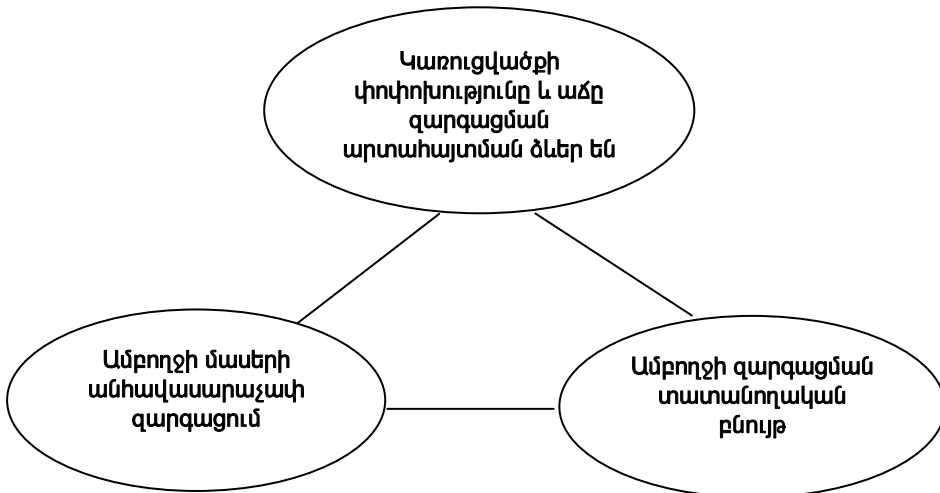 Կառուցվածքի
փոփոխությունը և աճը
զարգացման
արտահայտման ձևեր են
Ամբողջի մասերի
անհավասարաչափ
զարգացում
Ամբողջի զարգացման
տատանողական
բնույթ